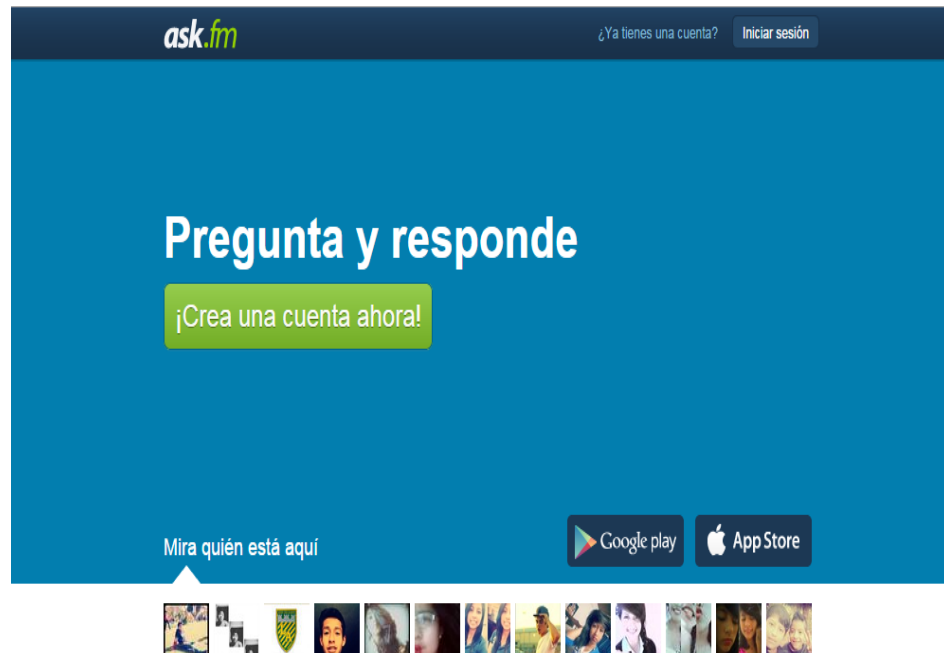 ask.fm
¿Ya tienes una cuenta? Iniciar sesión
Pregunta y responde
¡Crea una cuenta ahora!
Mira quién está aquí
Google play
App Store